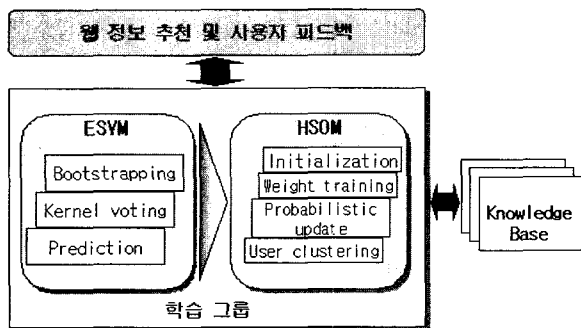 웹 정보 추천 및 사용자 피드백
ESVM
Bootstrapping
Kernel voting
Prediction
HSOM
Initialization
Weight training
Probabilistic
update
User clustering
Knowledge
Base
학습 그룹